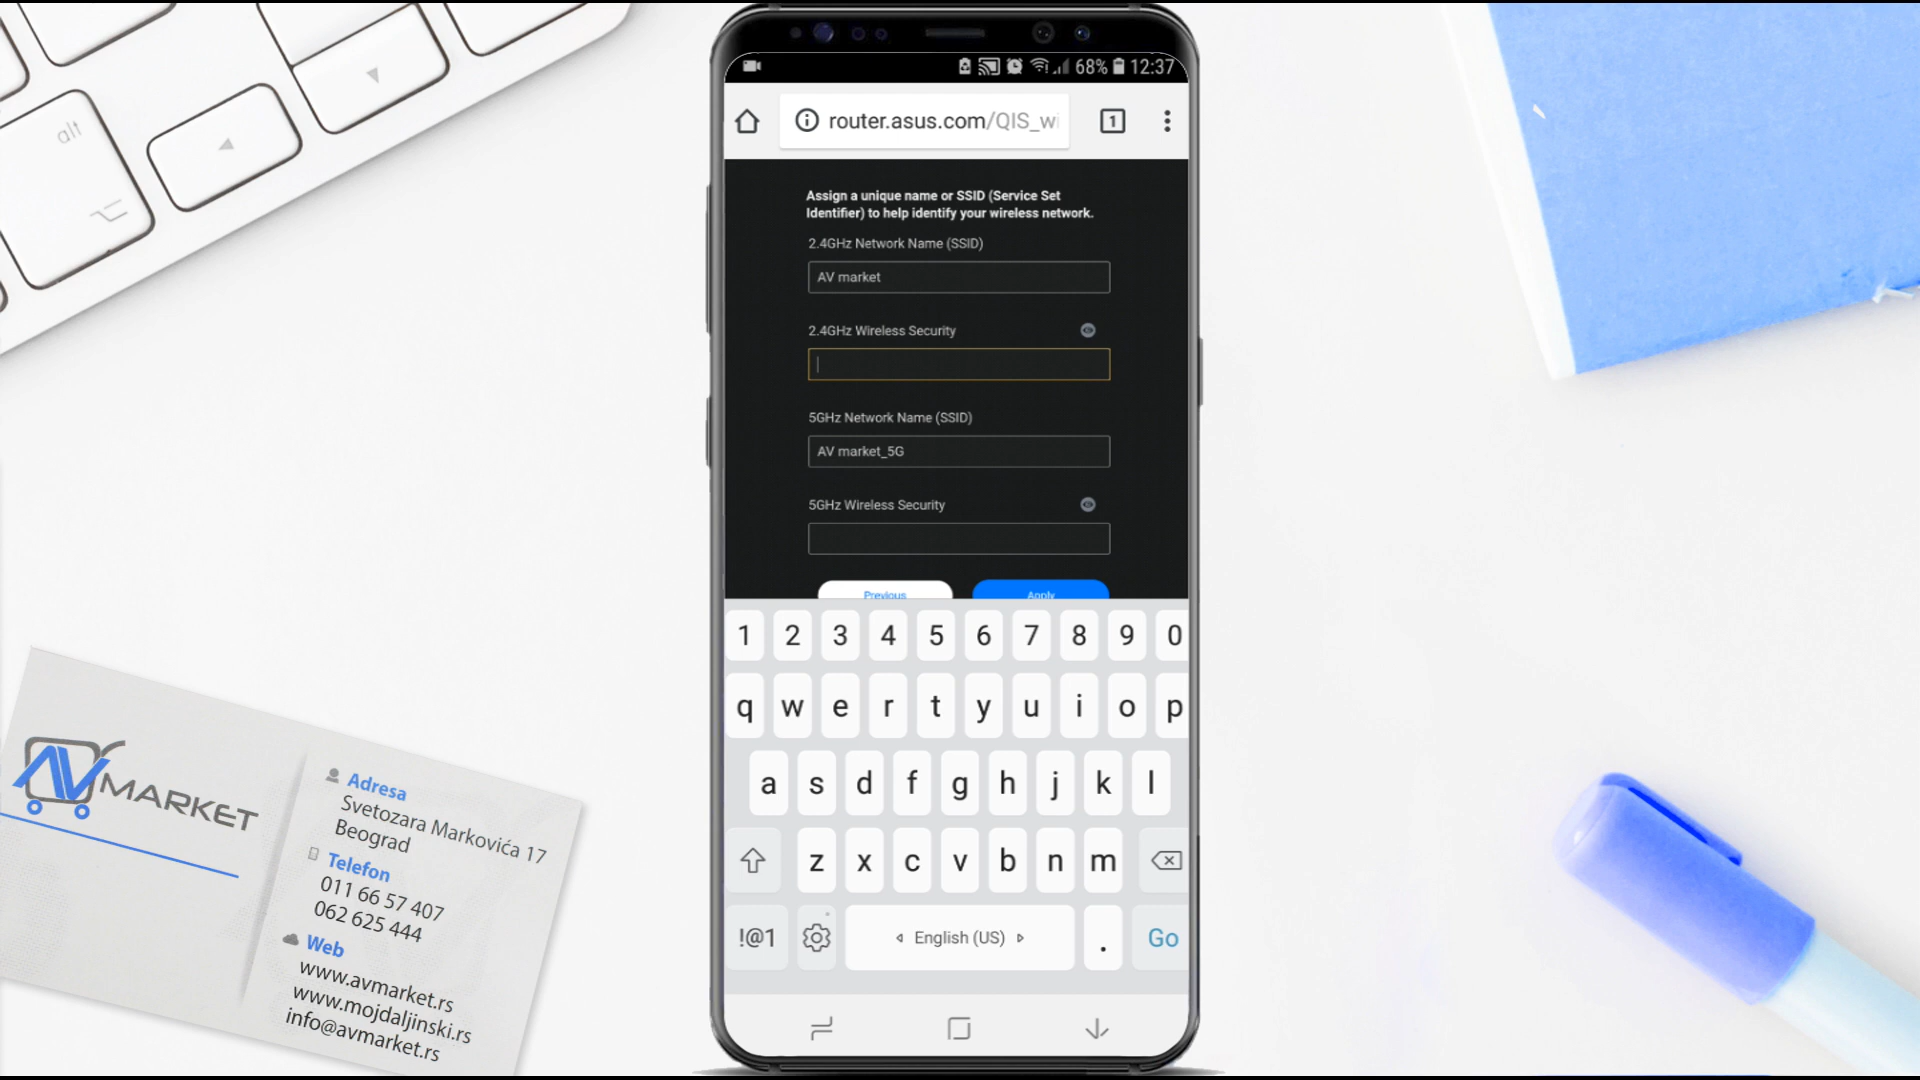 alt
68% 12:37
router.asus.com/QIS_wi
1
Assign a unique name or SSID (Service Set
Identifier) to help identify your wireless network.
2.4GHz Network Name (SSID)
AV market
2.4GHz Wireless Security
5GHz Network Name (SSID)
AV market_5G
5GHz Wireless Security
Previous
Apply
1 2 3 4 5 6 7 8 9 0
q w e r t y u i o p
a s d f g h j k l
z x c v b n m
!@1 English (US) . Go
AV MARKET
Adresa
Svetozara Markovića 17
Beograd
Telefon
011 66 57 407
062 625 444
Web
www.avmarket.rs
www.mojdaljinski.rs
info@avmarket.rs